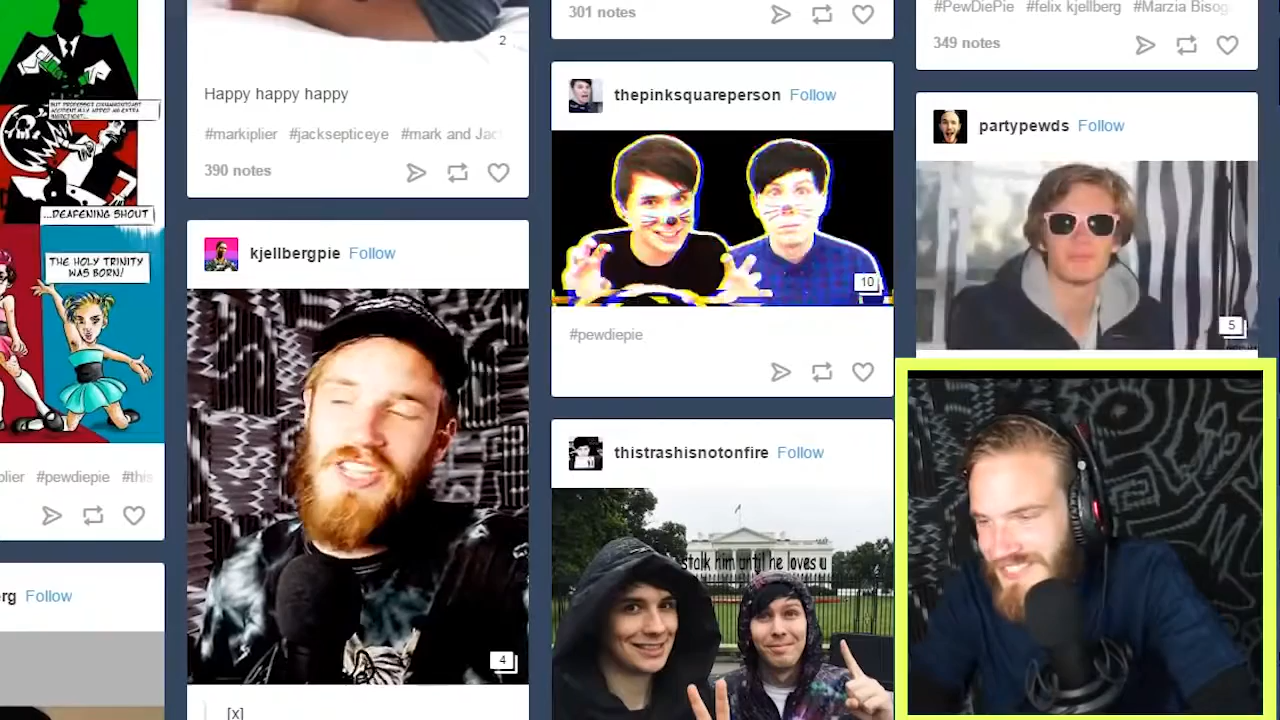 ...DEAFENING SHOUT
THE HOLY TRINITY
WAS BORN!
plier #pewdiepie #this
rg Follow
2
Happy happy happy
#markiplier #jacksepticeye #mark and Jac
390 notes
kjellbergpie Follow
4
[x]
301 notes
thepinksquareperson Follow
10
#pewdiepie
thistrashisnotonfire Follow
stalk him until he loves u
#PewDiePie #felix kjellberg #Marzia Bisog
349 notes
partypewds Follow
5